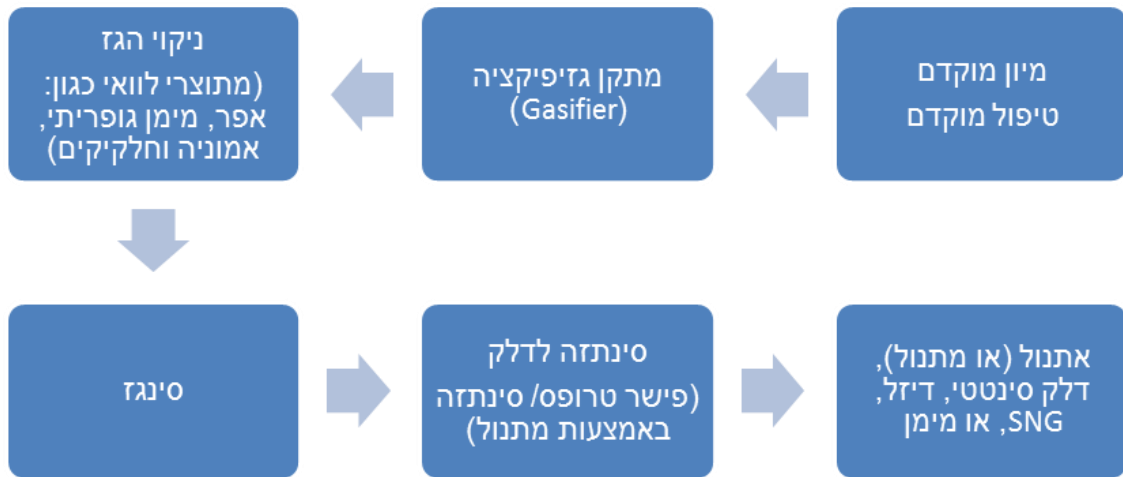 מיון מוקדם
טיפול מוקדם
מתקן גזיפיקציה
(Gasifier)
ניקוי הגז
(מתוצרי לוואי כגון:
אפר, מימן גופריתי,
אמוניה וחלקיקים)
סינגז
סינתזה לדלק
(פישר טרופס/ סינתזה
באמצעות מתנול)
אתנול (או מתנול),
דלק סינטטי, דיזל,
SNG, או מימן